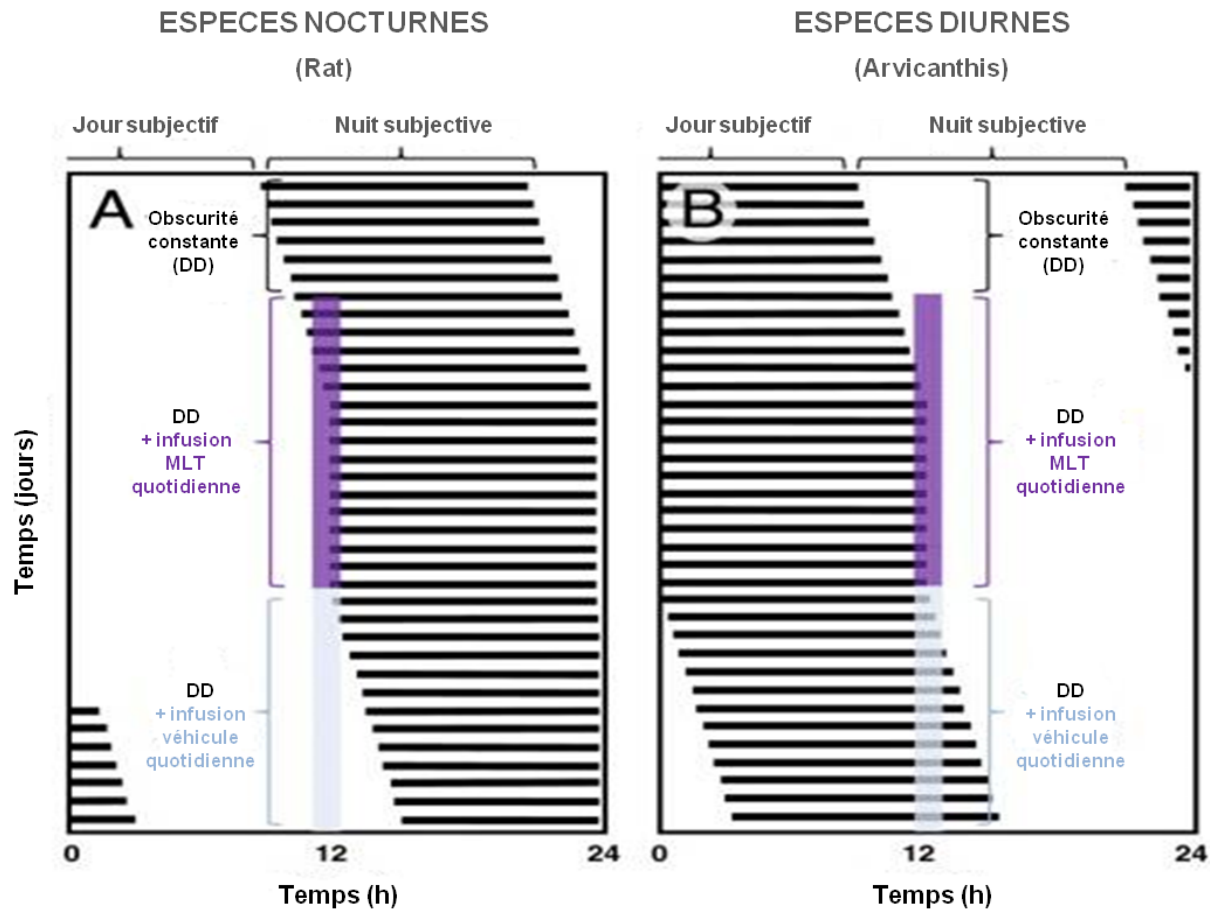 ESPECES NOCTURNES
(Rat)
Jour subjectif
Nuit subjective
A
Obscurité
constante
(DD)
DD
+ infusion
MLT
quotidienne
DD
+ infusion
véhicule
quotidienne
Temps (jours)
0
12
24
Temps (h)
ESPECES DIURNES
(Arvicanthis)
Jour subjectif
Nuit subjective
B
Obscurité
constante
(DD)
DD
+ infusion
MLT
quotidienne
DD
+ infusion
véhicule
quotidienne
0
12
24
Temps (h)